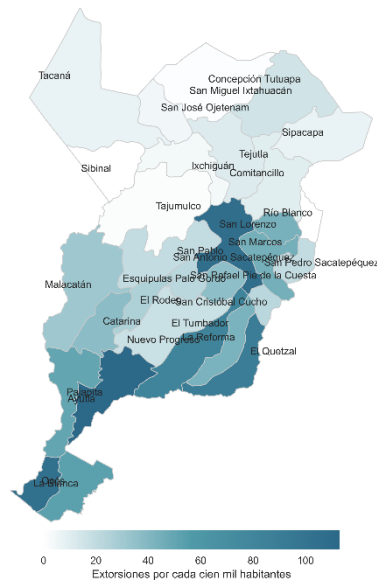 Tacaná
Concepción Tutuapa
San Miguel Ixtahuacán
San José Ojetenam
Sipacapa
Tejutla
Ixchiguán
Sibinal
Comitancillo
Tajumulco
Río Blanco
San Lorenzo
San Marcos
San Pablo
San Antonio Sacatepéquez
San Pedro Sacatepéquez
San Rafael Pie de la Cuesta
Esquipulas Palo Gordo
Malacatán
El Rodeo
San Cristóbal Cucho
Catarina
El Tumbador
La Reforma
Nuevo Progreso
El Quetzal
Pajapita
Ayutla
Ocós
La Blanca
0 20 40 60 80 100
Extorsiones por cada cien mil habitantes